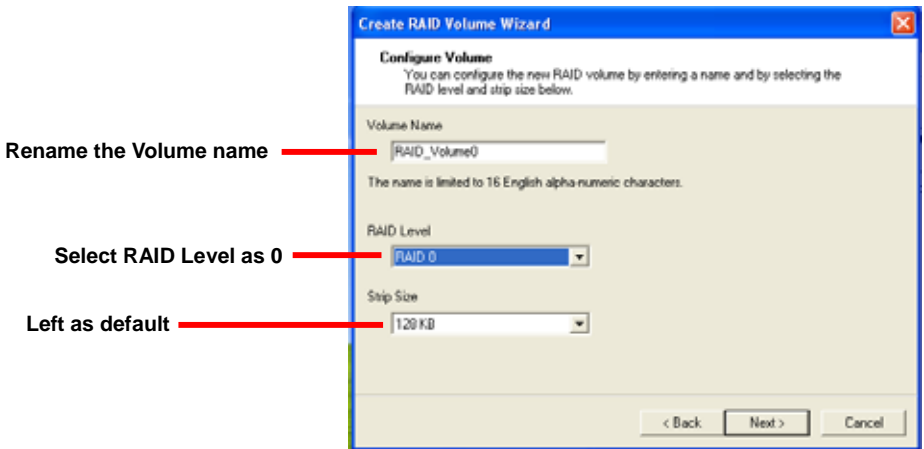 Create RAID Volume Wizard
Configure Volume
You can configure the new RAID volume by entering a name and by selecting the
RAID level and strip size below.
Volume Name
Rename the Volume name
RAID_Volume0
The name is limited to 16 English alpha-numeric characters.
RAID Level
Select RAID Level as 0
RAID 0
Strip Size
Left as default
128 KB
< Back
Next >
Cancel